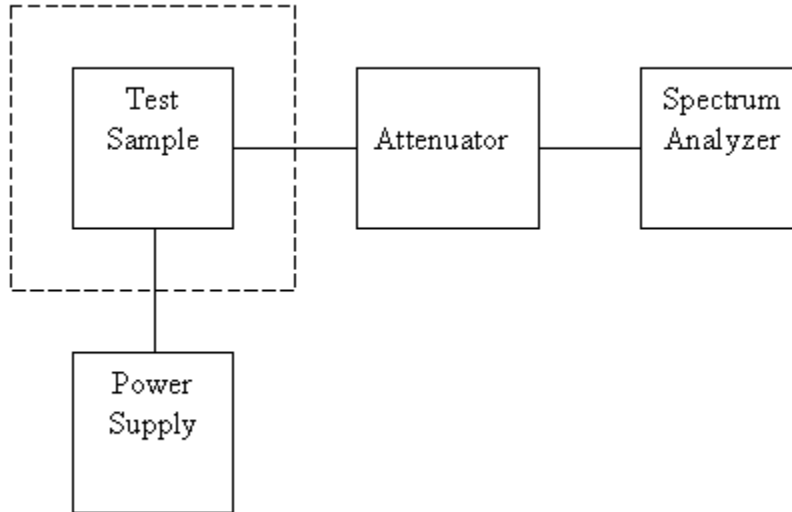 Test
Sample
Attenuator
Spectrum
Analyzer
Power
Supply